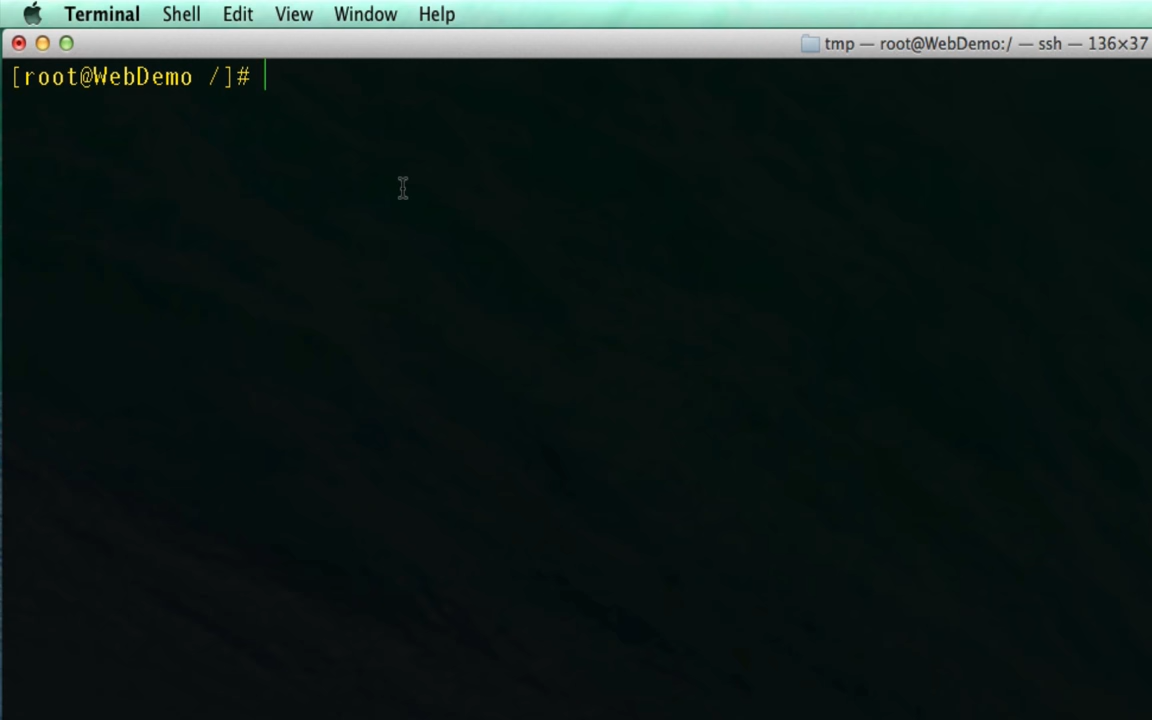 Terminal Shell Edit View Window Help
tmp — root@WebDemo:/ — ssh — 136×37
[root@WebDemo /]#